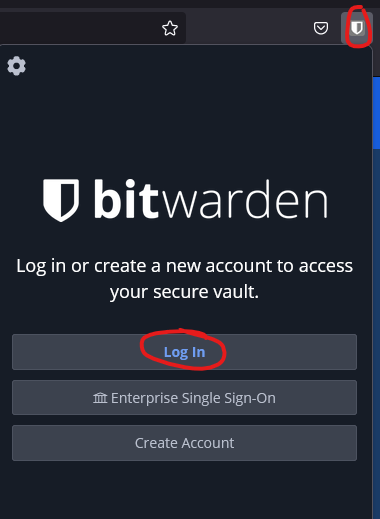 bitwarden
Log in or create a new account to access
your secure vault.
Log In
Enterprise Single Sign-On
Create Account